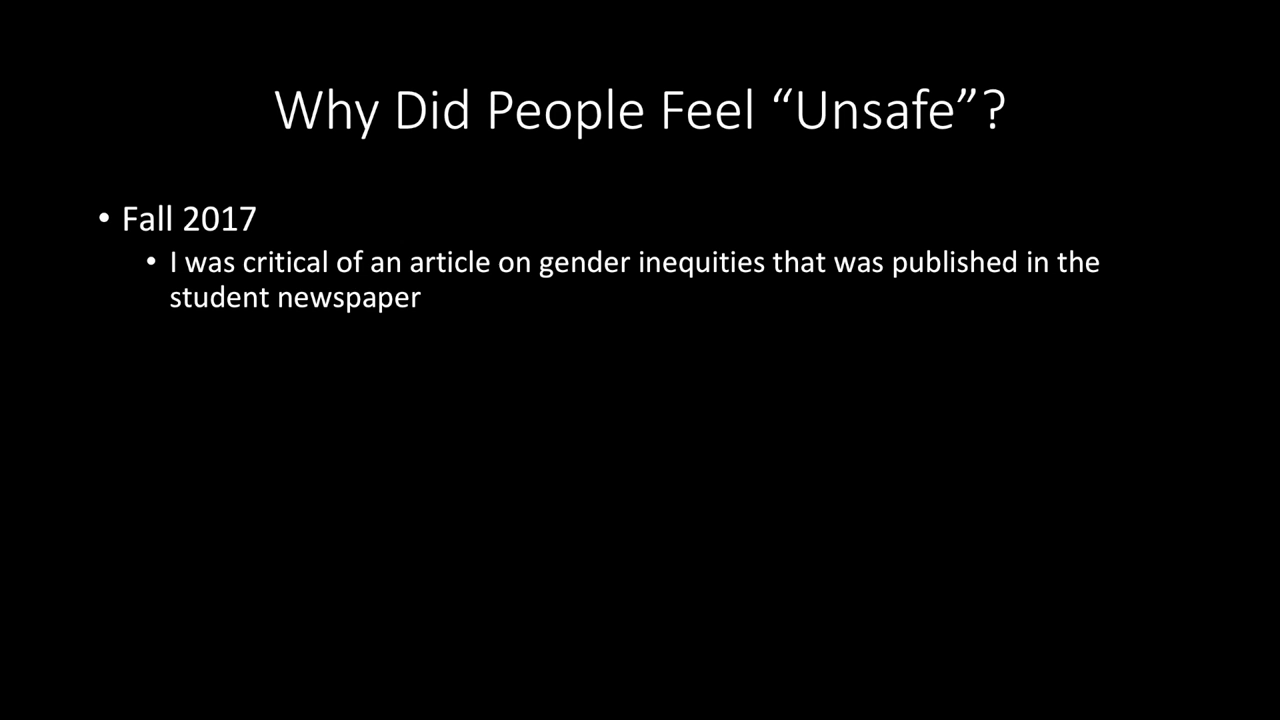 Why Did People Feel “Unsafe”?
• Fall 2017
• I was critical of an article on gender inequities that was published in the
student newspaper